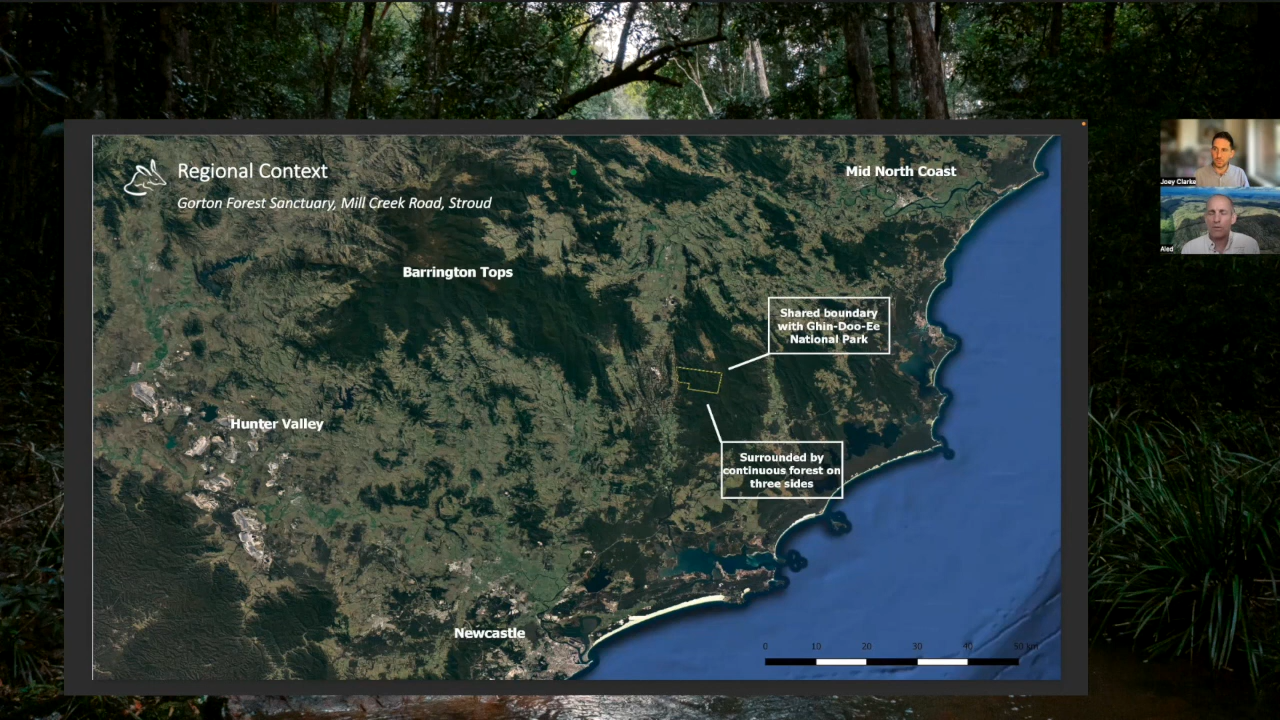 Regional Context
Gorton Forest Sanctuary, Mill Creek Road, Stroud
Mid North Coast
Barrington Tops
Shared boundary
with Ghin-Doo-Ee
National Park
Hunter Valley
Surrounded by
continuous forest on
three sides
Newcastle
0 10 20 30 40 50 km
Joey Clarke
Aled